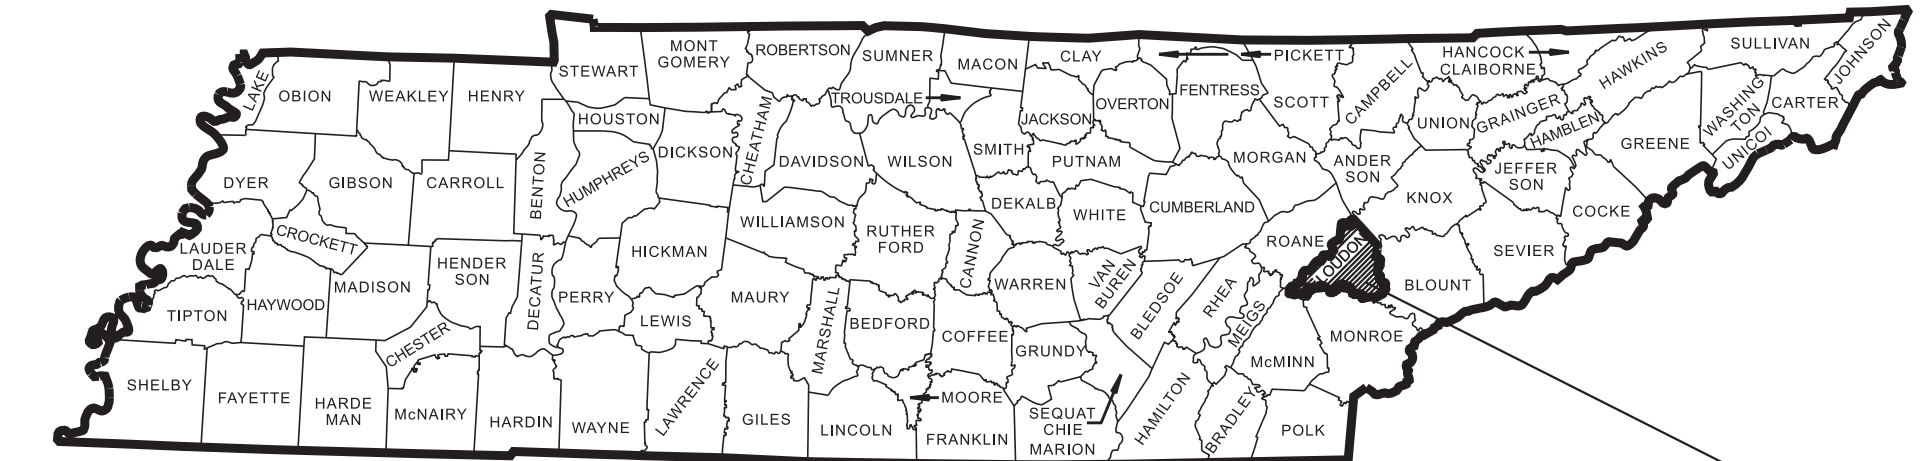 LAKE
OBION
WEAKLEY
HENRY
STEWART
MONT
GOMERY
ROBERTSON
SUMNER
MACON
CLAY
PICKETT
HANCOCK
CLAIBORNE
HAWKINS
SULLIVAN
JOHNSON
TROUSDALE
HOUSTON
CHEATHAM
JACKSON
OVERTON
FENTRESS
SCOTT
CAMPBELL
UNION
GRAINGER
HAMBLEN
GREENE
WASHING
TON
CARTER
UNICOI
DYER
GIBSON
CARROLL
BENTON
HUMPHREYS
DICKSON
DAVIDSON
WILSON
SMITH
PUTNAM
MORGAN
ANDER
SON
KNOX
JEFFER
SON
COCKE
LAUDER
DALE
CROCKETT
HENDER
SON
DECATUR
PERRY
HICKMAN
WILLIAMSON
RUTHER
FORD
CANNON
DEKALB
WHITE
CUMBERLAND
ROANE
LOUDON
BLOUNT
SEVIER
TIPTON
HAYWOOD
MADISON
CHESTER
LEWIS
MAURY
MARSHALL
BEDFORD
COFFEE
WARREN
VAN
BUREN
BLEDSOE
RHEA
MEIGS
McMINN
MONROE
SHELBY
FAYETTE
HARDE
MAN
McNAIRY
HARDIN
WAYNE
LAWRENCE
GILES
LINCOLN
MOORE
FRANKLIN
GRUNDY
SEQUAT
CHIE
MARION
HAMILTON
BRADLEY
POLK